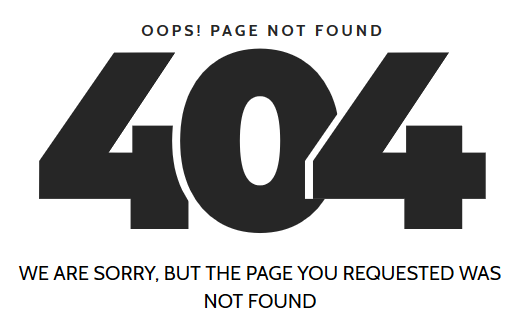 OOPS! PAGE NOT FOUND
404
WE ARE SORRY, BUT THE PAGE YOU REQUESTED WAS
NOT FOUND